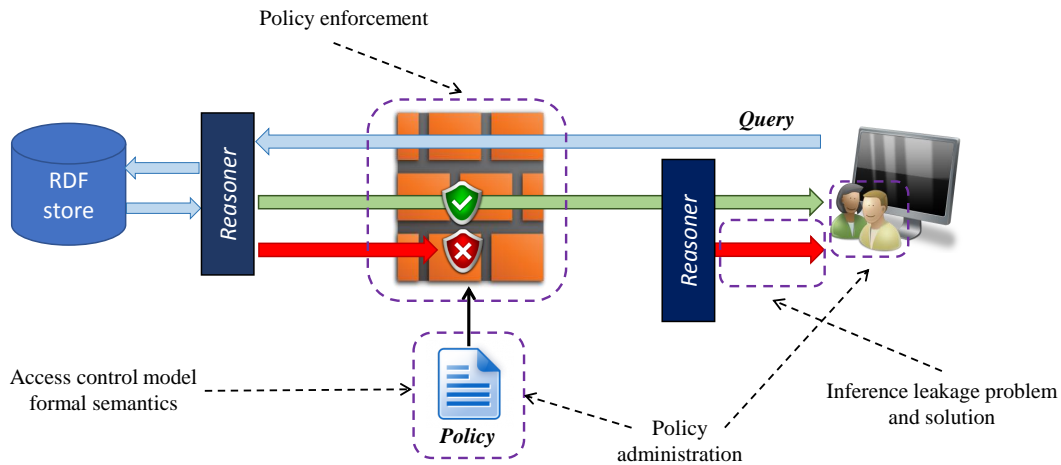 Policy enforcement
Query
RDF
store
Reasoner
Reasoner
Access control model
formal semantics
Policy
Policy
administration
Inference leakage problem
and solution